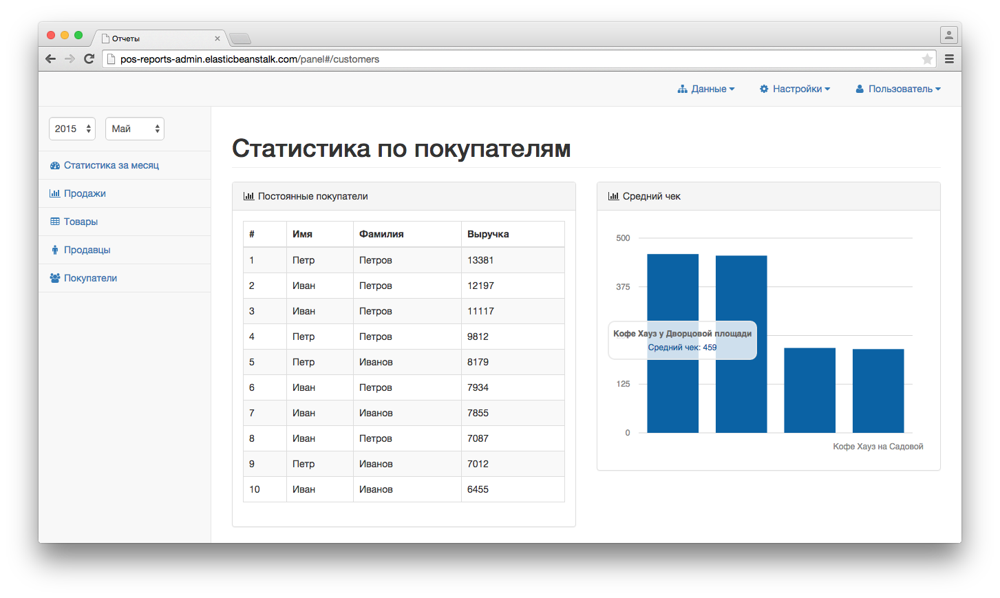 Отчеты
pos-reports-admin.elasticbeanstalk.com/panel#/customers
Данные Настройки Пользователь
2015 Май
Статистика за месяц
Продажи
Товары
Продавцы
Покупатели
Статистика по покупателям
Постоянные покупатели
# Имя Фамилия Выручка
1 Петр Петров 13381
2 Иван Петров 12197
3 Иван Петров 11117
4 Петр Петров 9812
5 Петр Иванов 8179
6 Иван Петров 7934
7 Иван Иванов 7855
8 Иван Петров 7087
9 Петр Иванов 7012
10 Иван Иванов 6455
Средний чек
500
375
Кофе Хауз у Дворцовой площади
Средний чек: 459
125
0
Кофе Хауз на Садовой